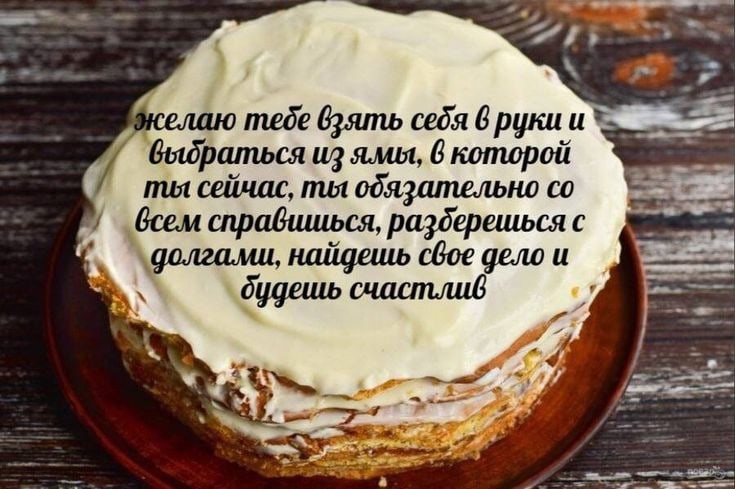 желаю тебе взять себя в руки и
выбраться из ямы, в которой
ты сейчас, ты обязательно со
всем справишься, разберешься с
долгами, найдешь свое дело и
будешь счастлив